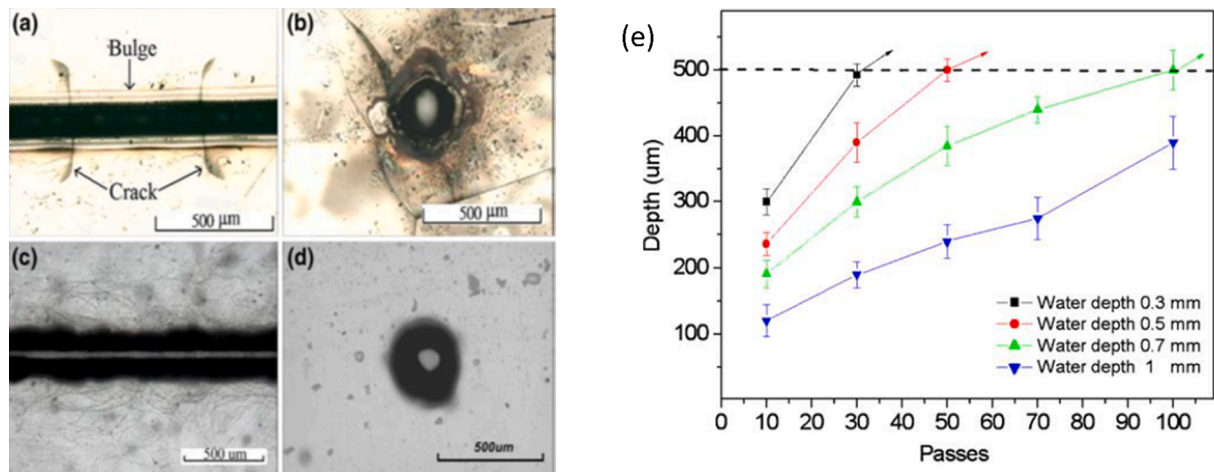 (a)
Bulge
Crack
500 μm
(b)
500 μm
(c)
500 um
(d)
500um
(e)
Depth (um)
500
400
300
200
100
0 10 20 30 40 50 60 70 80 90 100
Passes
Water depth 0.3 mm
Water depth 0.5 mm
Water depth 0.7 mm
Water depth 1 mm